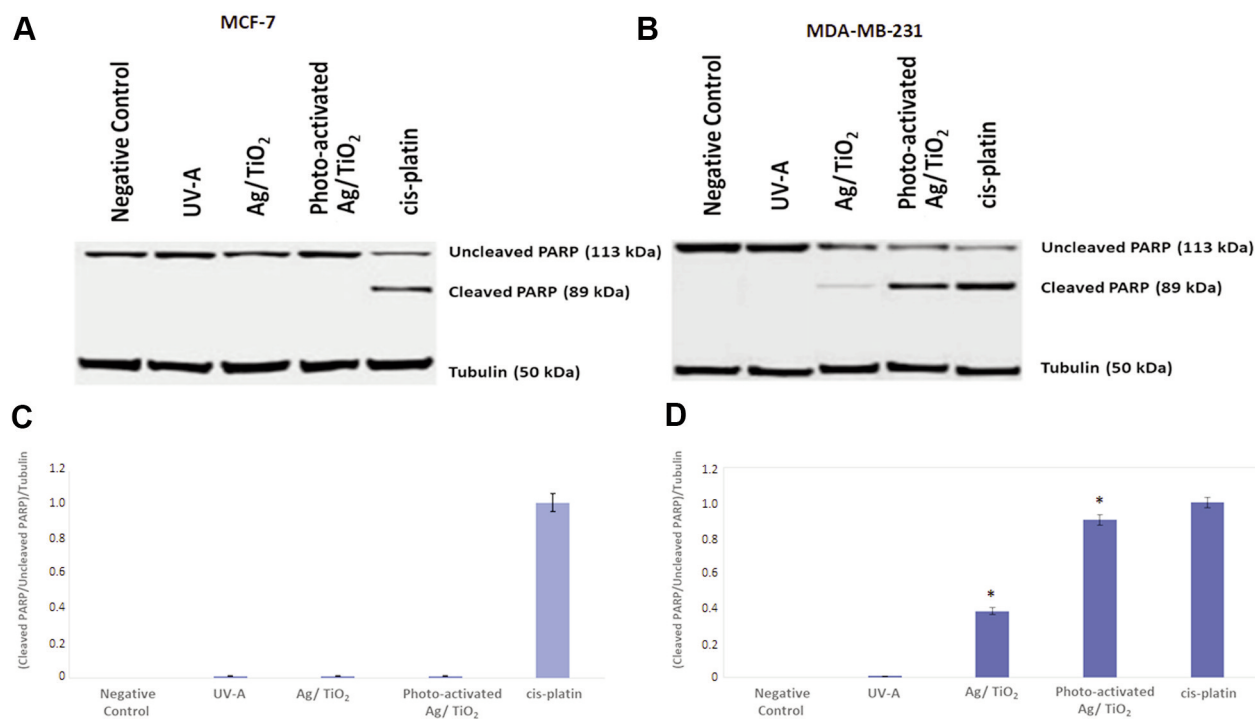 A
MCF-7
Negative Control
UV-A
Ag/TiO₂
Photo-activated
Ag/TiO₂
cis-platin
Uncleaved PARP (113 kDa)
Cleaved PARP (89 kDa)
Tubulin (50 kDa)
B
MDA-MB-231
Negative Control
UV-A
Ag/TiO₂
Photo-activated
Ag/TiO₂
cis-platin
Uncleaved PARP (113 kDa)
Cleaved PARP (89 kDa)
Tubulin (50 kDa)
C
(Cleaved PARP/Uncleaved PARP)/Tubulin
1.2
1.0
0.8
0.6
0.4
0.2
0
Negative
Control
UV-A
Ag/ TiO₂
Photo-activated
Ag/ TiO₂
cis-platin
D
(Cleaved PARP/Uncleaved PARP)/Tubulin
1.2
1.0
0.8
0.6
0.4
0.2
0
*
*
Negative
Control
UV-A
Ag/ TiO₂
Photo-activated
Ag/ TiO₂
cis-platin